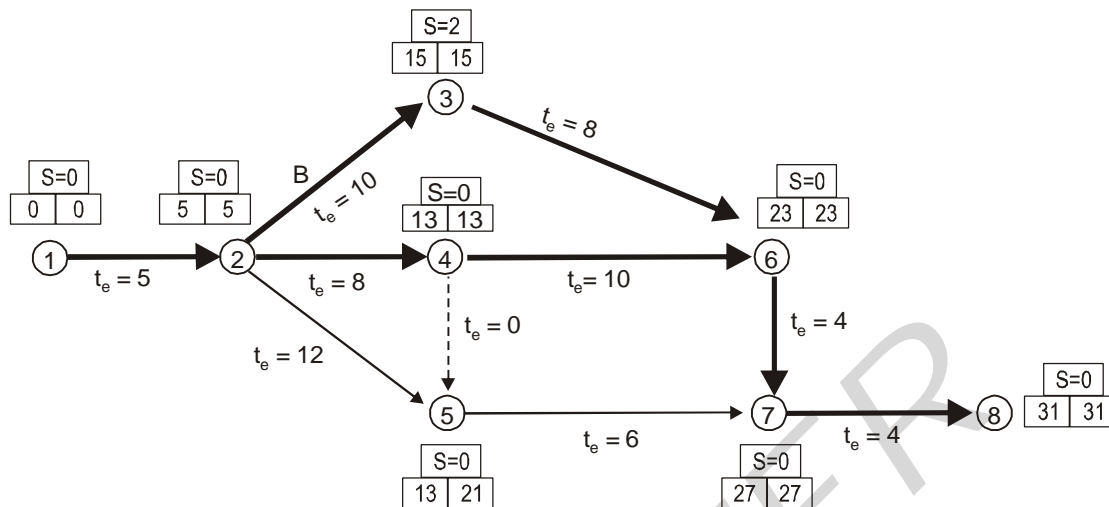 S=2
15 15
3
t_e = 8
S=0
0 0
S=0
5 5
B
t_e = 10
S=0
13 13
S=0
23 23
1
2
4
6
t_e = 5
t_e = 8
t_e= 10
t_e = 0
t_e = 4
t_e = 12
S=0
31 31
5
7
8
t_e = 6
t_e = 4
S=0
13 21
S=0
27 27
ER